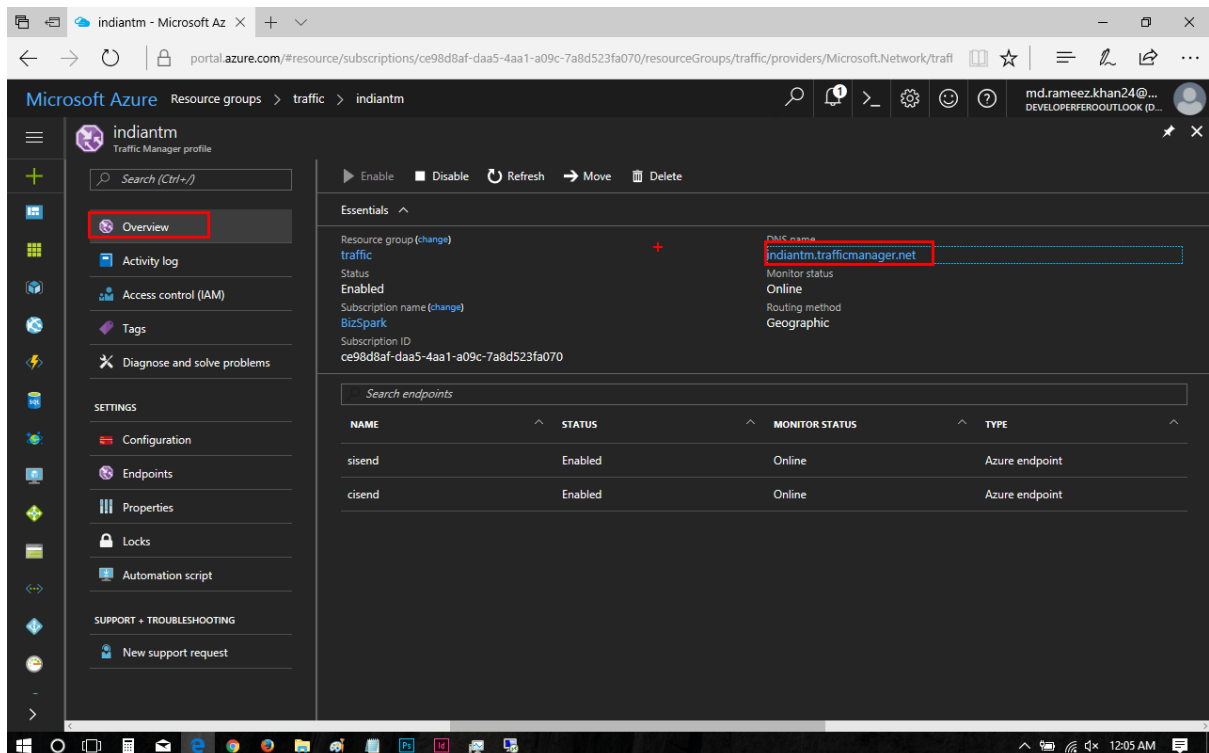 indiantm - Microsoft Az
portal.azure.com/#resource/subscriptions/ce98d8af-daa5-4aa1-a09c-7a8d523fa070/resourceGroups/traffic/providers/Microsoft.Network/traff
Microsoft Azure Resource groups > traffic > indiantm
1
md.rameez.khan24@...
DEVELOPERFEROOUTLOOK (D...
indiantm
Traffic Manager profile
Search (Ctrl+/)
Overview
Activity log
Access control (IAM)
Tags
Diagnose and solve problems
SETTINGS
Configuration
Endpoints
Properties
Locks
Automation script
SUPPORT + TROUBLESHOOTING
New support request
Enable Disable Refresh Move Delete
Essentials
Resource group (change)
traffic
Status
Enabled
Subscription name (change)
BizSpark
Subscription ID
ce98d8af-daa5-4aa1-a09c-7a8d523fa070
DNS name
indiantm.trafficmanager.net
Monitor status
Online
Routing method
Geographic
Search endpoints
NAME STATUS MONITOR STATUS TYPE
sisend Enabled Online Azure endpoint
cisend Enabled Online Azure endpoint
SQL
Ps
Id
12:05 AM